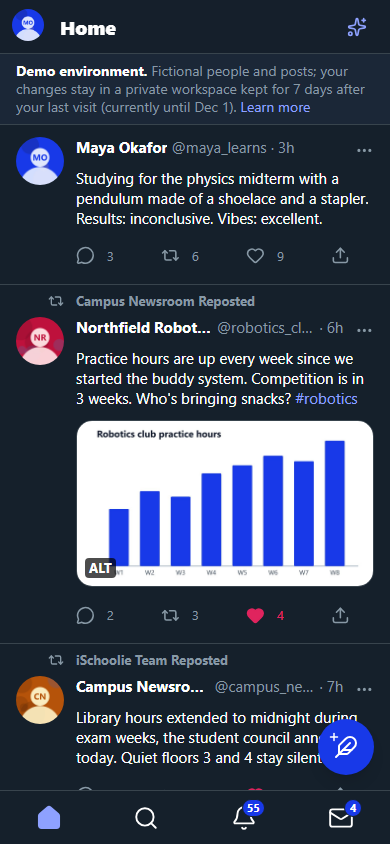 MO
Home
Demo environment. Fictional people and posts; your
changes stay in a private workspace kept for 7 days after
your last visit (currently until Dec 1). Learn more
MO
Maya Okafor @maya_learns · 3h
Studying for the physics midterm with a
pendulum made of a shoelace and a stapler.
Results: inconclusive. Vibes: excellent.
3 6 9
Campus Newsroom Reposted
NR
Northfield Robot... @robotics_cl... · 6h
Practice hours are up every week since we
started the buddy system. Competition is in
3 weeks. Who's bringing snacks? #robotics
Robotics club practice hours
ALT
W1 W2 W3 W4 W5 W6 W7 W8
2 3 4
iSchoolie Team Reposted
CN
Campus Newsro... @campus_ne... · 7h
Library hours extended to midnight during
exam weeks, the student council
today. Quiet floors 3 and 4 stay silent
55 4